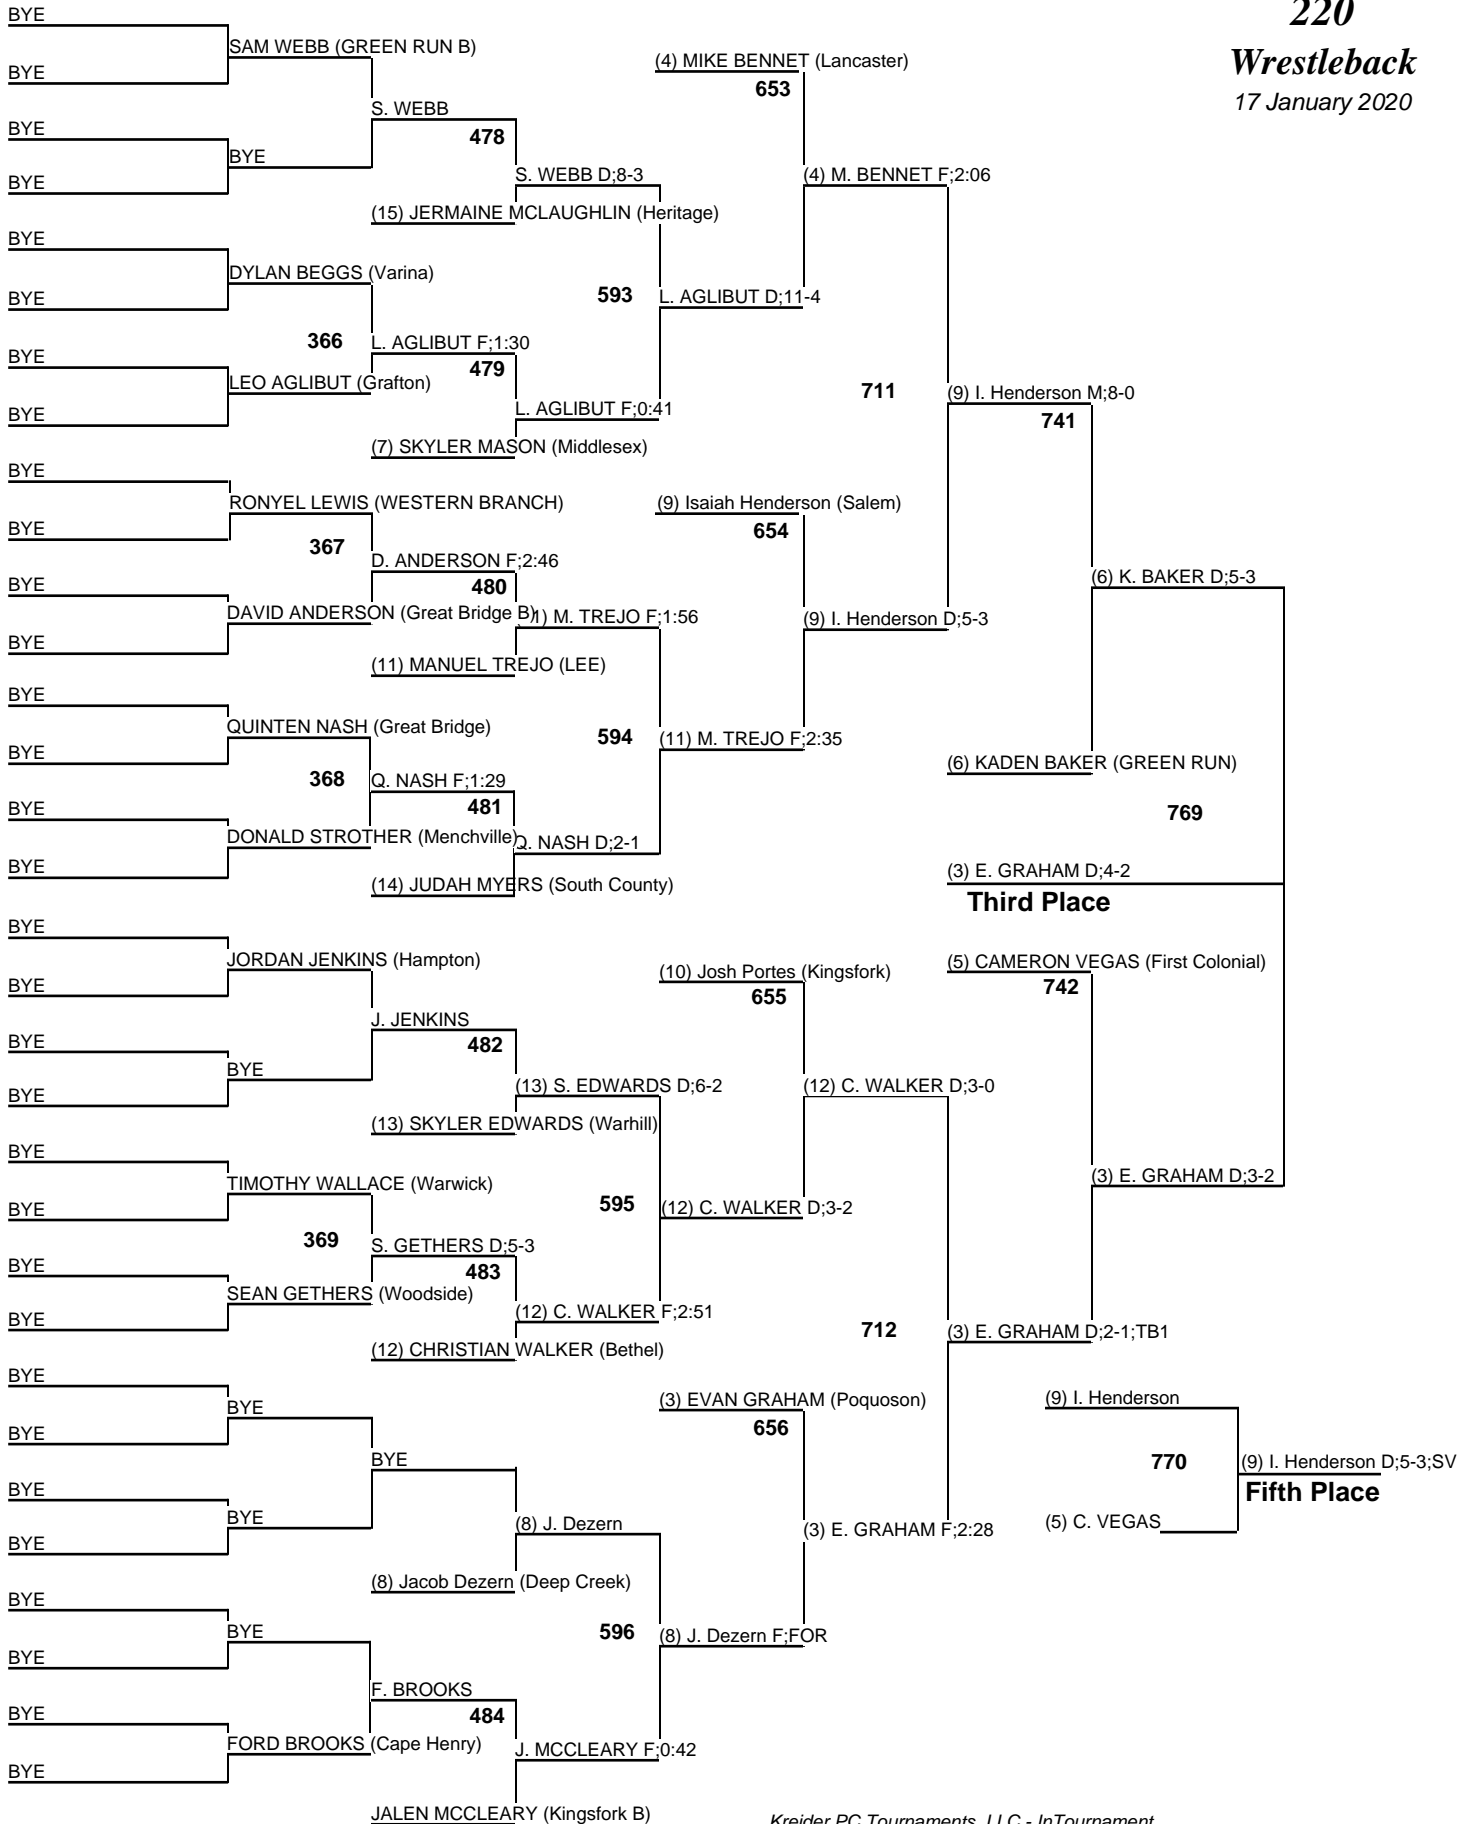 220
Wrestleback
17 January 2020
BYE
SAM WEBB (GREEN RUN B)
BYE
(4) MIKE BENNET (Lancaster)
653
S. WEBB
478
BYE
BYE
BYE
S. WEBB D;8-3
(4) M. BENNET F;2:06
(15) JERMAINE MCLAUGHLIN (Heritage)
BYE
DYLAN BEGGS (Varina)
593
L. AGLIBUT D;11-4
BYE
366
L. AGLIBUT F;1:30
BYE
479
LEO AGLIBUT (Grafton)
711
(9) I. Henderson M;8-0
L. AGLIBUT F;0:41
BYE
741
(7) SKYLER MASON (Middlesex)
BYE
RONYEL LEWIS (WESTERN BRANCH)
(9) Isaiah Henderson (Salem)
BYE
654
367
D. ANDERSON F;2:46
(6) K. BAKER D;5-3
BYE
480
DAVID ANDERSON (Great Bridge B)
(11) M. TREJO F;1:56
(9) I. Henderson D;5-3
BYE
(11) MANUEL TREJO (LEE)
BYE
QUINTEN NASH (Great Bridge)
594
(11) M. TREJO F;2:35
BYE
(6) KADEN BAKER (GREEN RUN)
368
Q. NASH F;1:29
BYE
481
769
DONALD STROTHER (Menchville)
Q. NASH D;2-1
BYE
(3) E. GRAHAM D;4-2
(14) JUDAH MYERS (South County)
Third Place
BYE
JORDAN JENKINS (Hampton)
(5) CAMERON VEGAS (First Colonial)
(10) Josh Portes (Kingsfork)
BYE
742
655
J. JENKINS
BYE
482
BYE
BYE
(13) S. EDWARDS D;6-2
(12) C. WALKER D;3-0
(13) SKYLER EDWARDS (Warhill)
BYE
TIMOTHY WALLACE (Warwick)
(3) E. GRAHAM D;3-2
BYE
595
(12) C. WALKER D;3-2
369
S. GETHERS D;5-3
BYE
483
SEAN GETHERS (Woodside)
BYE
(12) C. WALKER F;2:51
712
(3) E. GRAHAM D;2-1;TB1
(12) CHRISTIAN WALKER (Bethel)
BYE
BYE
(3) EVAN GRAHAM (Poquoson)
(9) I. Henderson
BYE
656
BYE
770
(9) I. Henderson D;5-3;SV
BYE
Fifth Place
BYE
(8) J. Dezern
(3) E. GRAHAM F;2:28
(5) C. VEGAS
BYE
(8) Jacob Dezern (Deep Creek)
BYE
BYE
596
(8) J. Dezern F;FOR
BYE
F. BROOKS
BYE
484
FORD BROOKS (Cape Henry)
J. MCCLEARY F;0:42
BYE
JALEN MCCLEARY (Kingsfork B)
Kreider PC Tournaments, LLC - InTournament